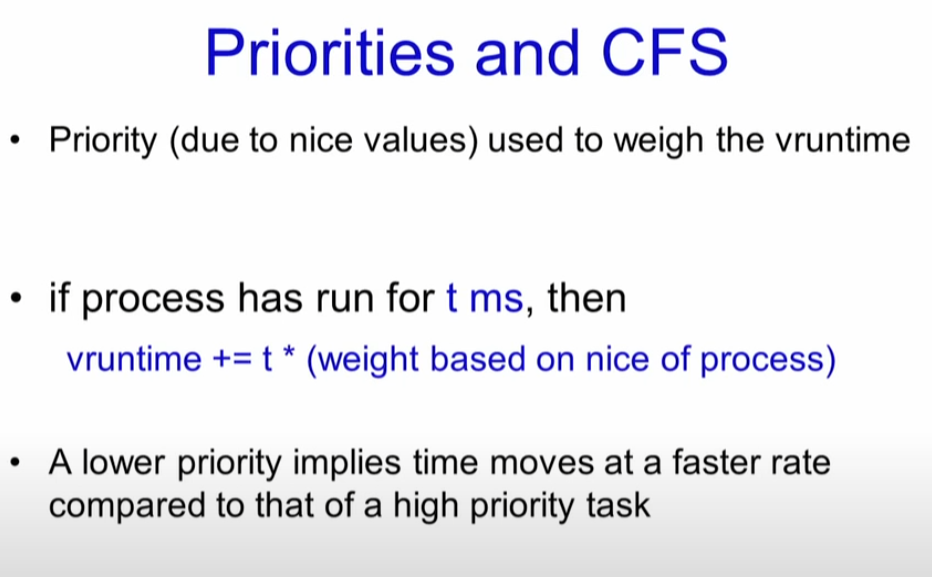 Priorities and CFS
• Priority (due to nice values) used to weigh the vruntime
• if process has run for t ms, then
vruntime += t * (weight based on nice of process)
• A lower priority implies time moves at a faster rate
compared to that of a high priority task